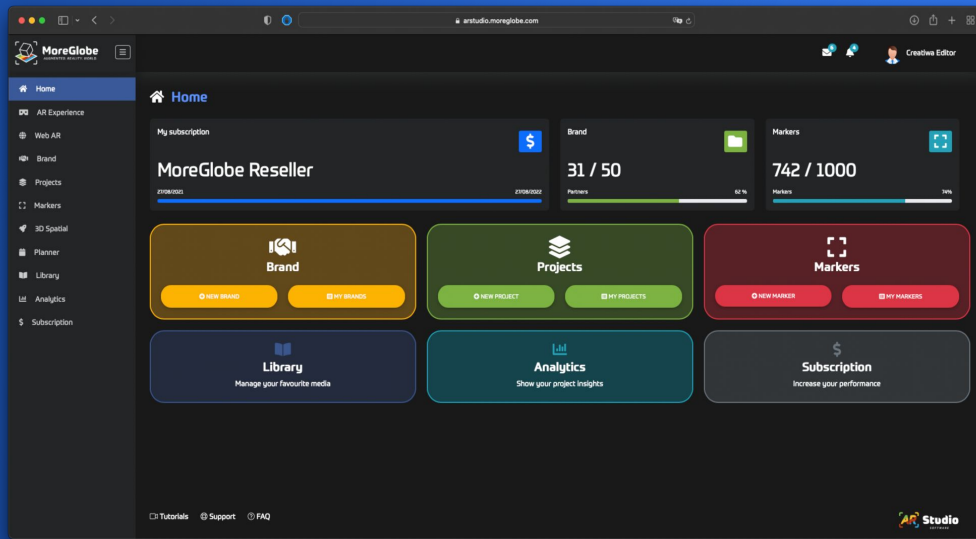 arstudio.moreglobe.com
MoreGlobe
AUGMENTED REALITY WORLD
Creatiwa Editor
Home
AR Experience
Web AR
Brand
Projects
Markers
3D Spatial
Planner
Library
Analytics
$ Subscription
Home
My subscription
$
MoreGlobe Reseller
27/08/2021 27/08/2022
Brand
31 / 50
Partners 62 %
Markers
742 / 1000
Markers 74%
Brand
NEW BRAND MY BRANDS
Projects
NEW PROJECT MY PROJECTS
Markers
NEW MARKER MY MARKERS
Library
Manage your favourite media
Analytics
Show your project insights
$
Subscription
Increase your performance
Tutorials Support FAQ
AR Studio
SOFTWARE